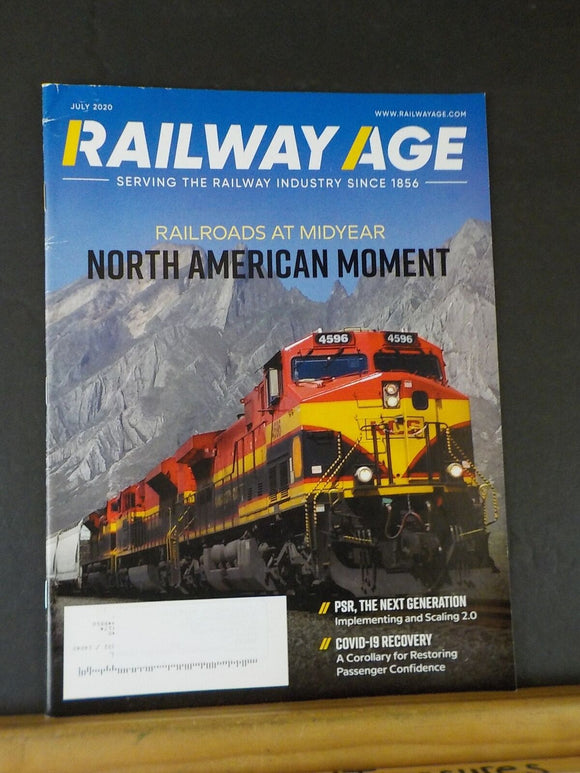 JULY 2020
WWW.RAILWAYAGE.COM
RAILWAY AGE
SERVING THE RAILWAY INDUSTRY SINCE 1856
RAILROADS AT MIDYEAR
NORTH AMERICAN MOMENT
4596 4596
// PSR, THE NEXT GENERATION
Implementing and Scaling 2.0
// COVID-19 RECOVERY
A Corollary for Restoring
Passenger Confidence